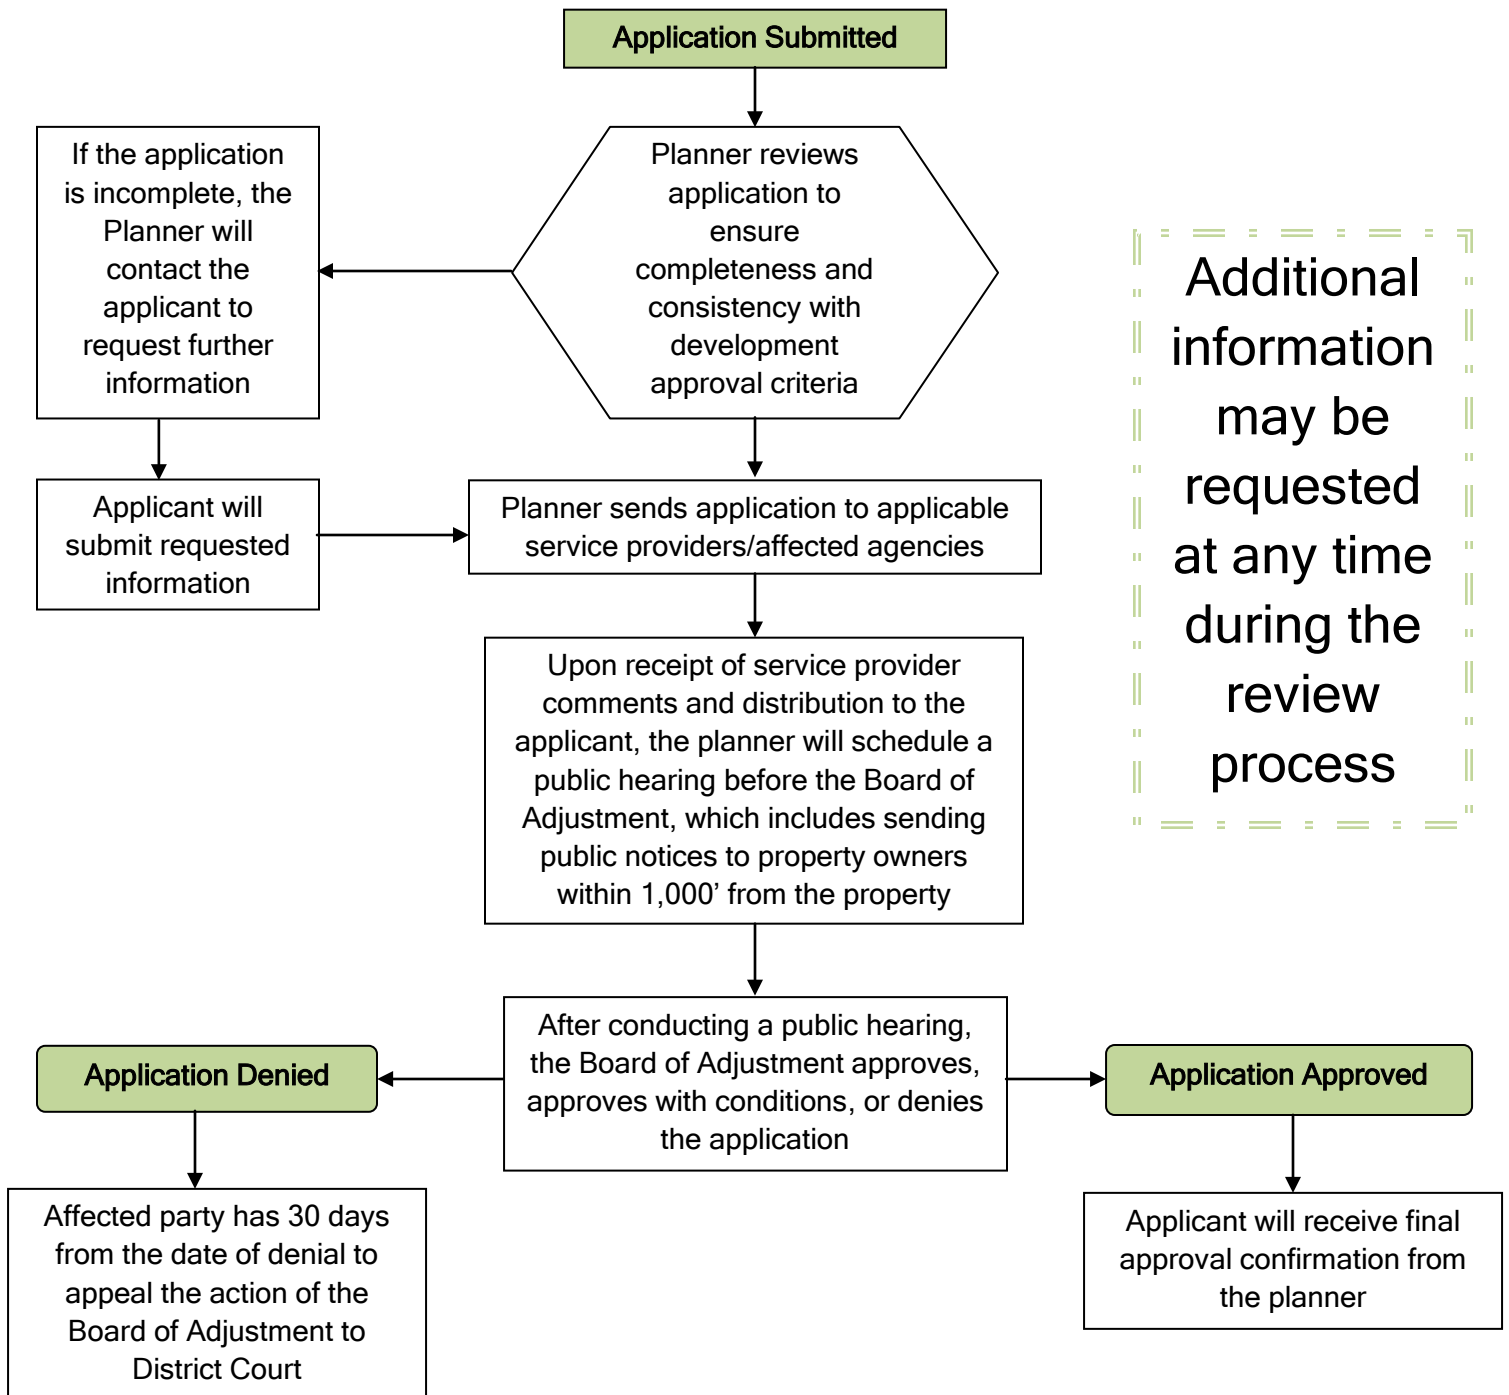 Application Submitted
If the application
is incomplete, the
Planner will
contact the
applicant to
request further
information
Planner reviews
application to
ensure
completeness and
consistency with
development
approval criteria
Additional
information
may be
requested
at any time
during the
review
process
Applicant will
submit requested
information
Planner sends application to applicable
service providers/affected agencies
Upon receipt of service provider
comments and distribution to the
applicant, the planner will schedule a
public hearing before the Board of
Adjustment, which includes sending
public notices to property owners
within 1,000’ from the property
After conducting a public hearing,
the Board of Adjustment approves,
approves with conditions, or denies
the application
Application Denied
Application Approved
Affected party has 30 days
from the date of denial to
appeal the action of the
Board of Adjustment to
District Court
Applicant will receive final
approval confirmation from
the planner